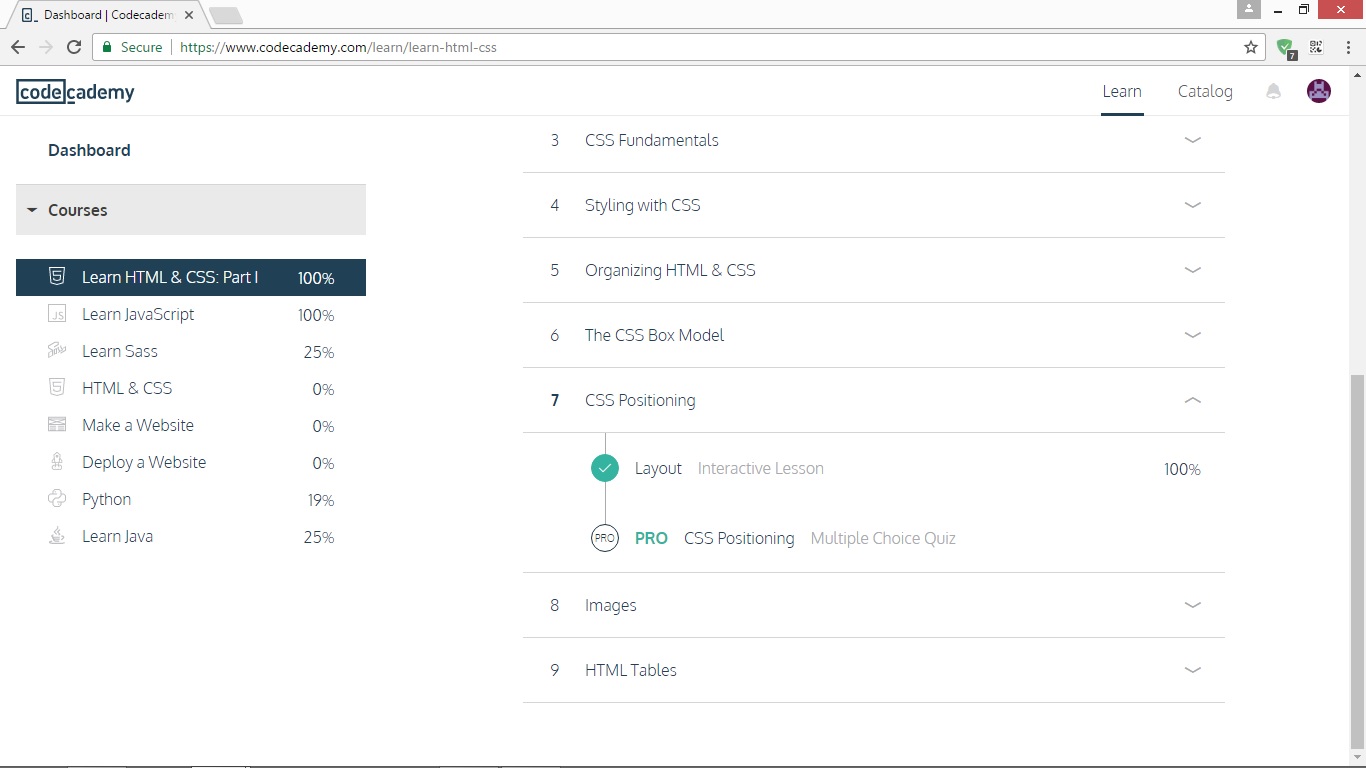 Dashboard | Codecadem
Secure https://www.codecademy.com/learn/learn-html-css
7
codecademy
Learn Catalog
Dashboard
Courses
Learn HTML & CSS: Part I 100%
JS Learn JavaScript 100%
Learn Sass 25%
HTML & CSS 0%
Make a Website 0%
Deploy a Website 0%
Python 19%
Learn Java 25%
3 CSS Fundamentals
4 Styling with CSS
5 Organizing HTML & CSS
6 The CSS Box Model
7 CSS Positioning
Layout Interactive Lesson 100%
PRO PRO CSS Positioning Multiple Choice Quiz
8 Images
9 HTML Tables